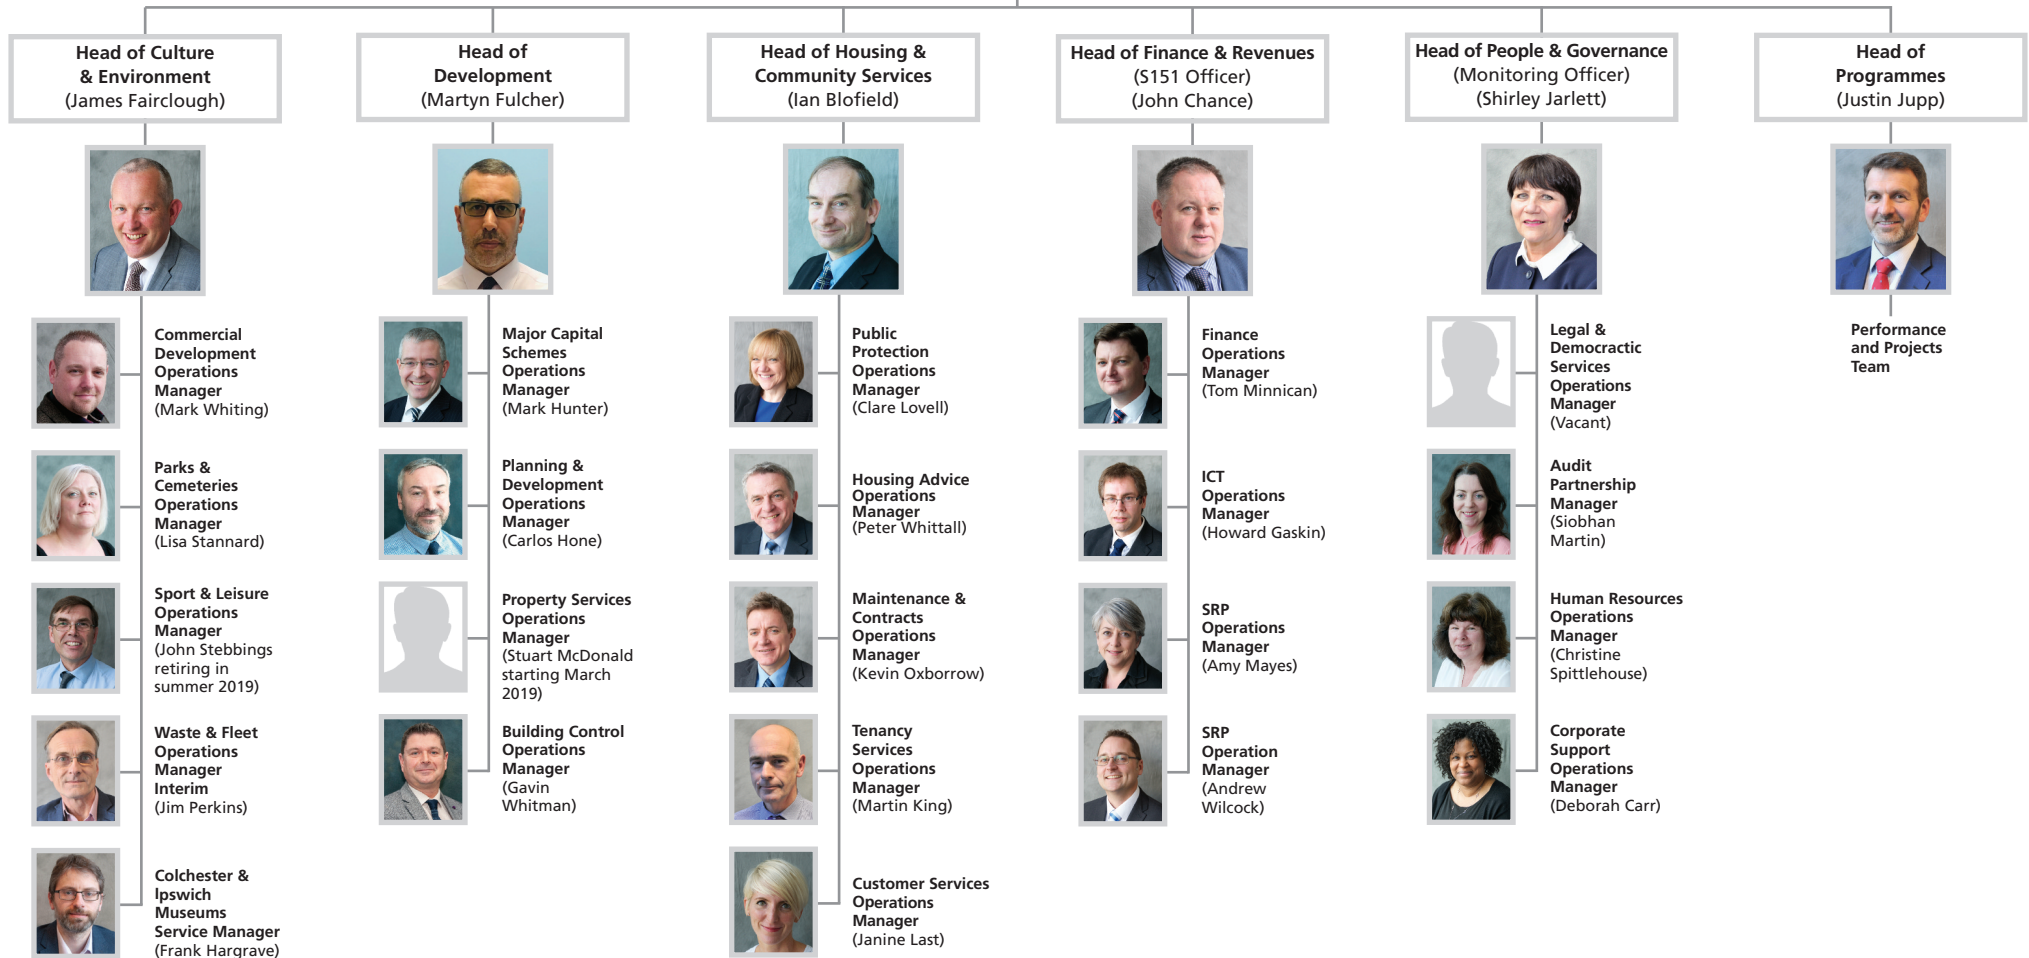 Head of Culture
& Environment
(James Fairclough)
Commercial
Development
Operations
Manager
(Mark Whiting)
Parks &
Cemeteries
Operations
Manager
(Lisa Stannard)
Sport & Leisure
Operations
Manager
(John Stebbings
retiring in
summer 2019)
Waste & Fleet
Operations
Manager
Interim
(Jim Perkins)
Colchester &
Ipswich
Museums
Service Manager
(Frank Hargrave)
Head of
Development
(Martyn Fulcher)
Major Capital
Schemes
Operations
Manager
(Mark Hunter)
Planning &
Development
Operations
Manager
(Carlos Hone)
Property Services
Operations
Manager
(Stuart McDonald
starting March
2019)
Building Control
Operations
Manager
(Gavin
Whitman)
Head of Housing &
Community Services
(Ian Blofield)
Public
Protection
Operations
Manager
(Clare Lovell)
Housing Advice
Operations
Manager
(Peter Whittall)
Maintenance &
Contracts
Operations
Manager
(Kevin Oxborrow)
Tenancy
Services
Operations
Manager
(Martin King)
Customer Services
Operations
Manager
(Janine Last)
Head of Finance & Revenues
(S151 Officer)
(John Chance)
Finance
Operations
Manager
(Tom Minnican)
ICT
Operations
Manager
(Howard Gaskin)
SRP
Operations
Manager
(Amy Mayes)
SRP
Operation
Manager
(Andrew
Wilcock)
Head of People & Governance
(Monitoring Officer)
(Shirley Jarlett)
Legal &
Democractic
Services
Operations
Manager
(Vacant)
Audit
Partnership
Manager
(Siobhan
Martin)
Human Resources
Operations
Manager
(Christine
Spittlehouse)
Corporate
Support
Operations
Manager
(Deborah Carr)
Head of
Programmes
(Justin Jupp)
Performance
and Projects
Team